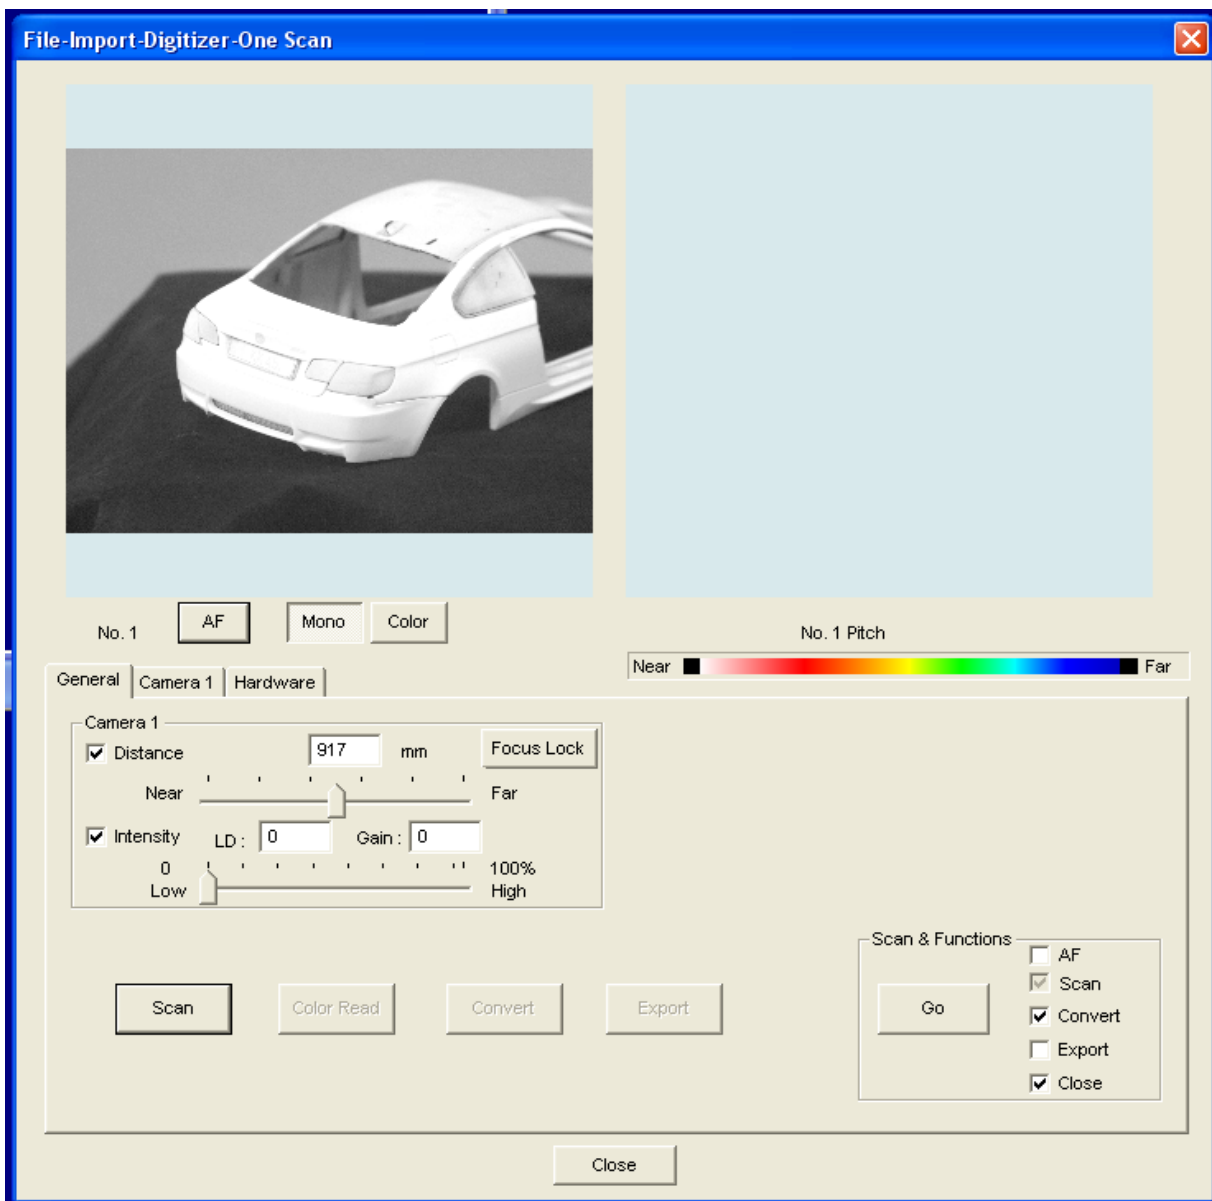 File-Import-Digitizer-One Scan
No. 1
AF
Mono
Color
No. 1 Pitch
Near
Far
General
Camera 1
Hardware
Camera 1
Distance
917
mm
Focus Lock
Near
Far
Intensity
LD :
0
Gain :
0
0
100%
Low
High
Scan
Color Read
Convert
Export
Scan & Functions
Go
AF
Scan
Convert
Export
Close
Close